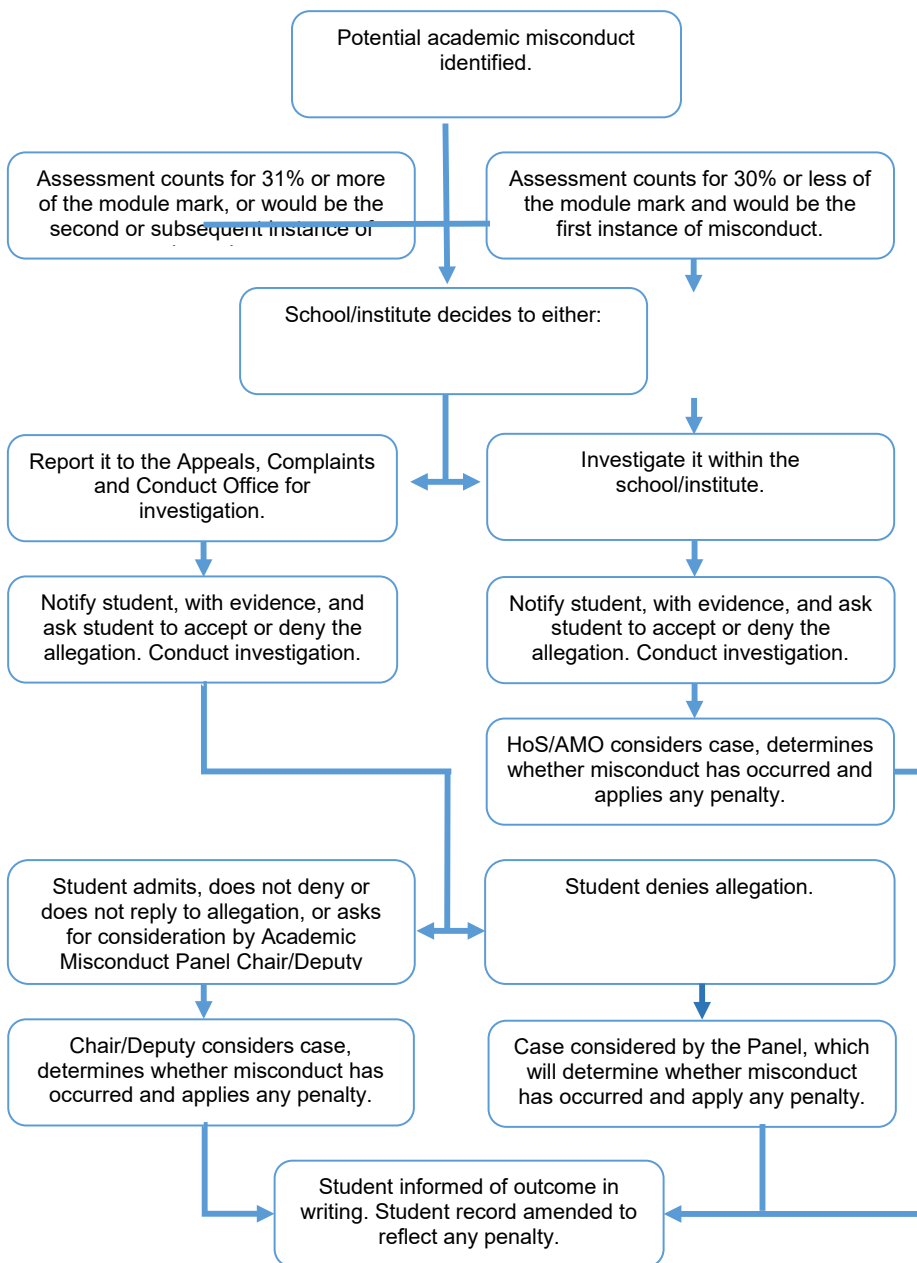 Potential academic misconduct
identified.
Assessment counts for 31% or more
of the module mark, or would be the
second or subsequent instance of
Assessment counts for 30% or less of
the module mark and would be the
first instance of misconduct.
School/institute decides to either:
Report it to the Appeals, Complaints
and Conduct Office for
investigation.
Investigate it within the
school/institute.
Notify student, with evidence, and
ask student to accept or deny the
allegation. Conduct investigation.
Notify student, with evidence, and ask
student to accept or deny the
allegation. Conduct investigation.
HoS/AMO considers case, determines
whether misconduct has occurred and
applies any penalty.
Student admits, does not deny or
does not reply to allegation, or asks
for consideration by Academic
Misconduct Panel Chair/Deputy
Student denies allegation.
Chair/Deputy considers case,
determines whether misconduct has
occurred and applies any penalty.
Case considered by the Panel, which
will determine whether misconduct
has occurred and apply any penalty.
Student informed of outcome in
writing. Student record amended to
reflect any penalty.